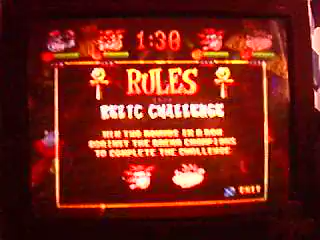 1:30
RULES
RELIC CHALLENGE
WIN TWO ROUNDS IN A ROW
AGAINST THE ARENA CHAMPIONS
TO COMPLETE THE CHALLENGE
EXIT